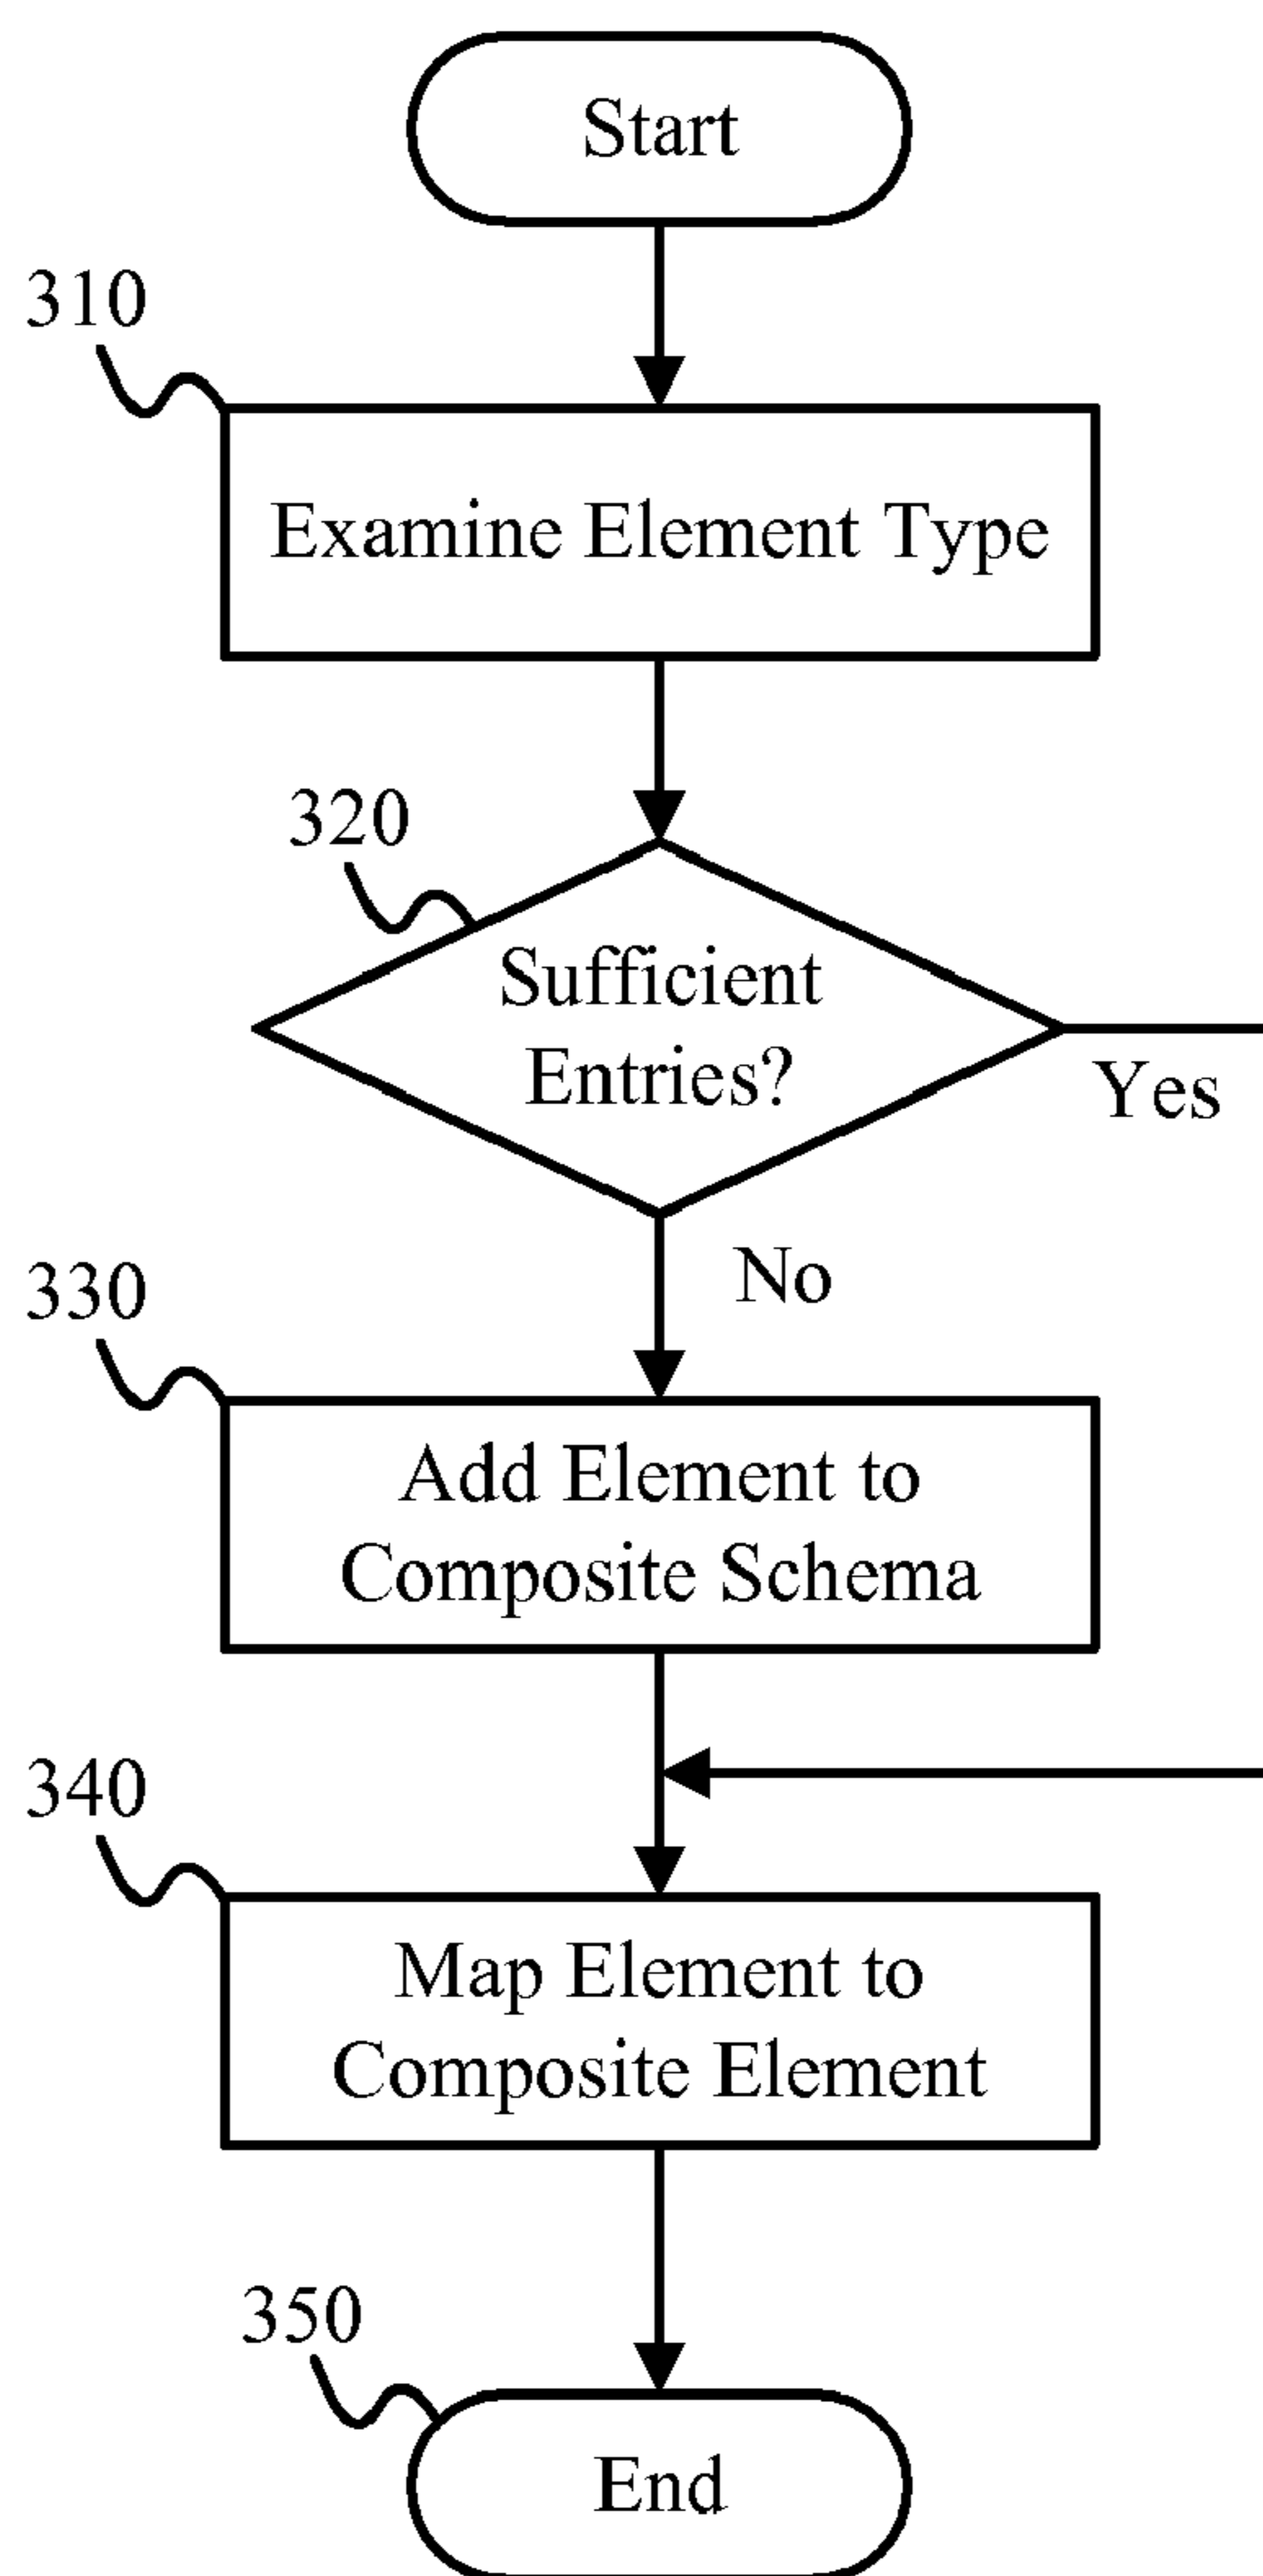 Start
310
Examine Element Type
320
Sufficient
Entries?
Yes
No
330
Add Element to
Composite Schema
340
Map Element to
Composite Element
350
End